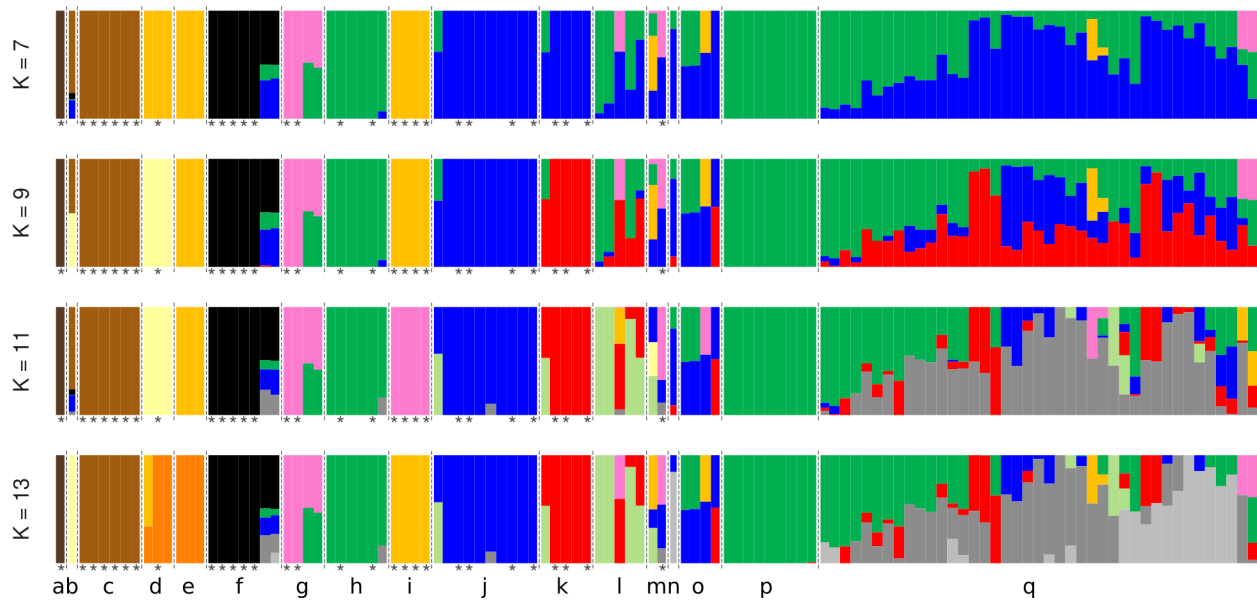 K = 7
* * * * * * * * * * * * * * * * * * * * * * * * * * * * *
K = 9
* * * * * * * * * * * * * * * * * * * * * * * * * * * * *
K = 11
* * * * * * * * * * * * * * * * * * * * * * * * * * * * *
K = 13
* * * * * * * * * * * * * * * * * * * * * * * * * * * * *
a b c d e f g h i j k l m n o p q